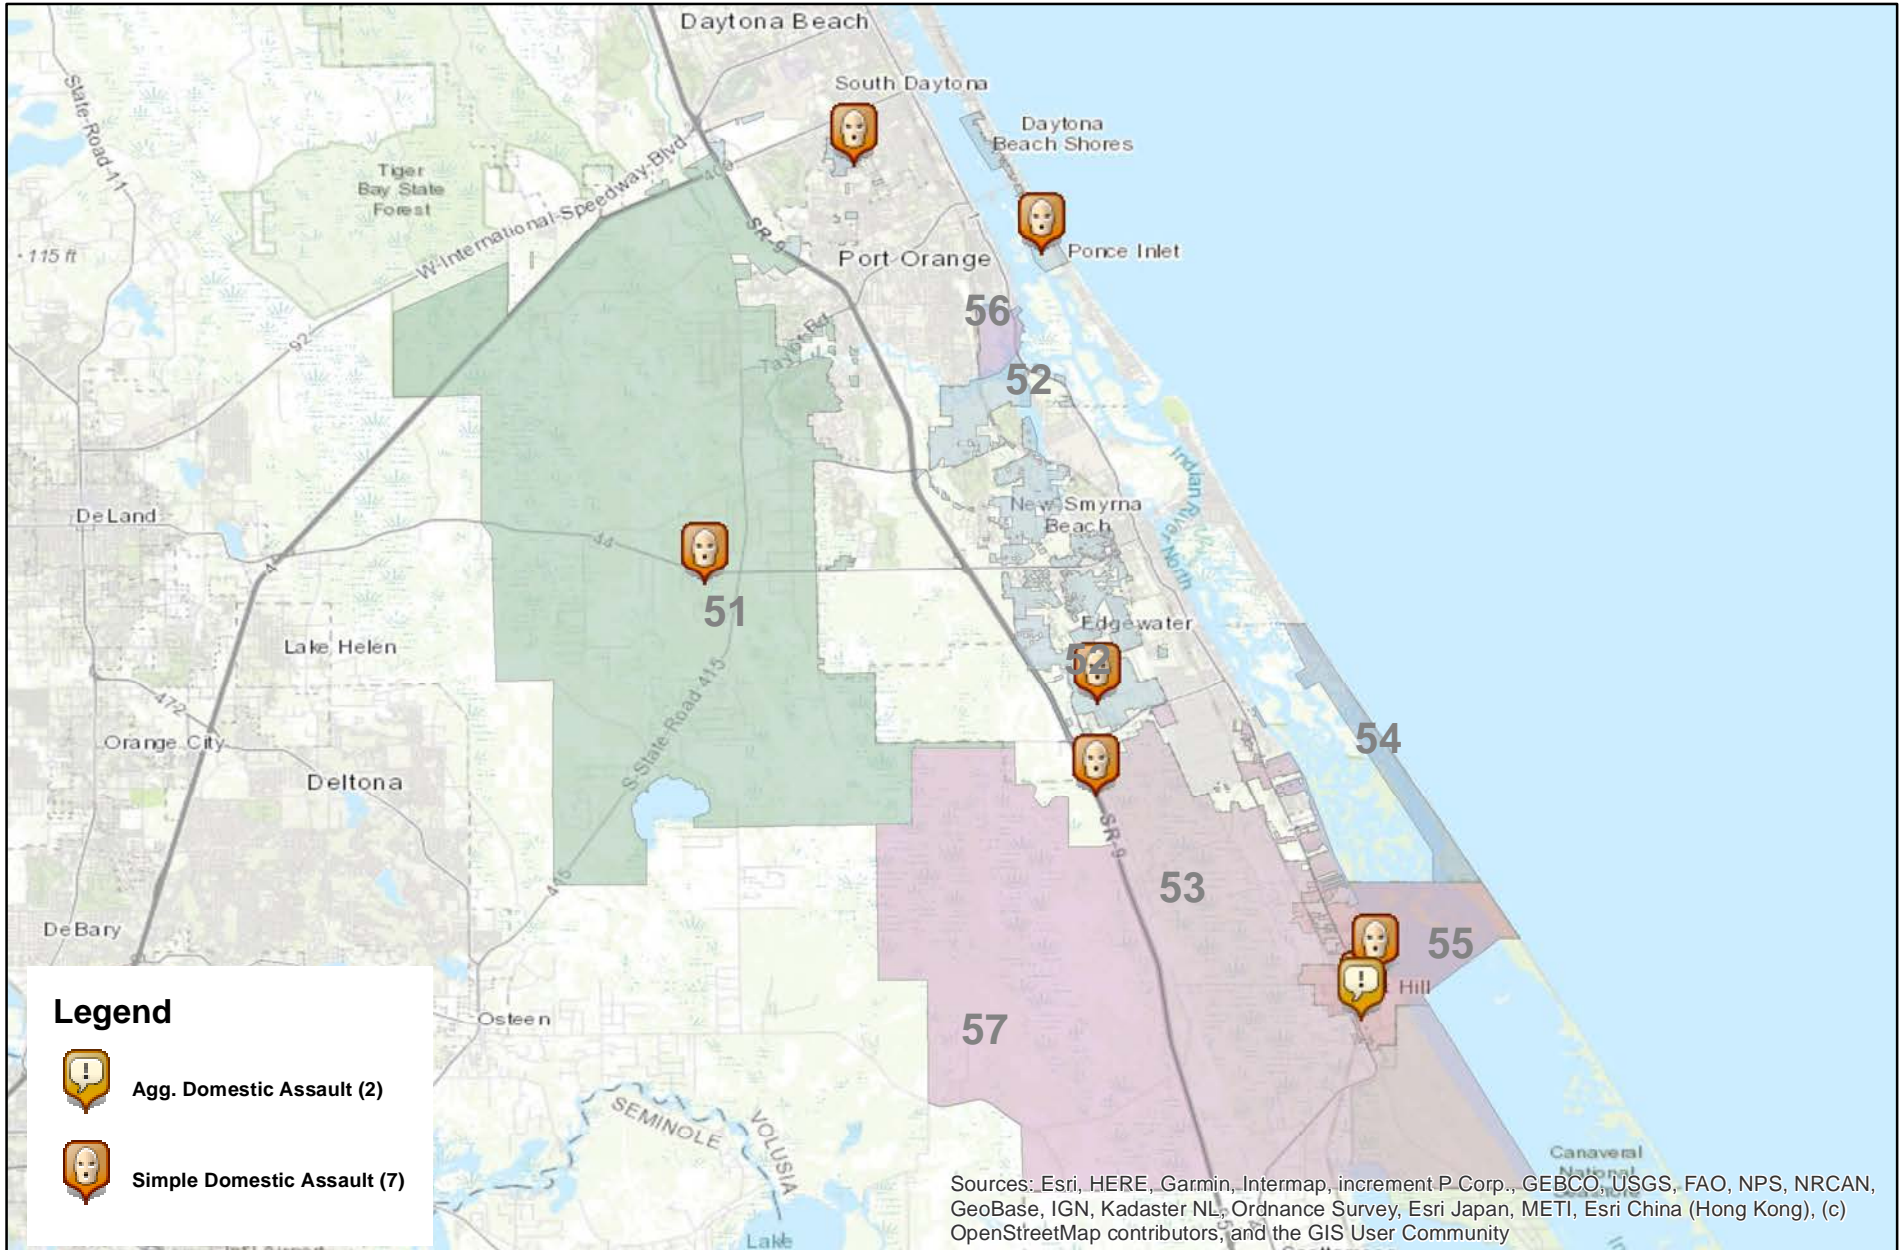 Daytona Beach
South Daytona
State-Road-11
Daytona
Beach Shores
Tiger
Bay State
Forest
W-International-Speedway-Blvd
400
SR-9
115 ft
Port Orange
Ponce Inlet
56
92
Taylor Rd
52
Indian River North
New Smyrna
Beach
DeLand
44
4
51
Edgewater
Lake Helen
52
S-State-Road-415
472
Orange City
54
Deltona
SR-9
53
415
DeBary
55
Hill
Legend
57
Osteen
Agg. Domestic Assault (2)
SEMINOLE
VOLUSIA
Simple Domestic Assault (7)
Canaveral
National
Sources: Esri, HERE, Garmin, Intermap, increment P Corp., GEBCO, USGS, FAO, NPS, NRCAN,
GeoBase, IGN, Kadaster NL, Ordnance Survey, Esri Japan, METI, Esri China (Hong Kong), (c)
OpenStreetMap contributors, and the GIS User Community
Lake